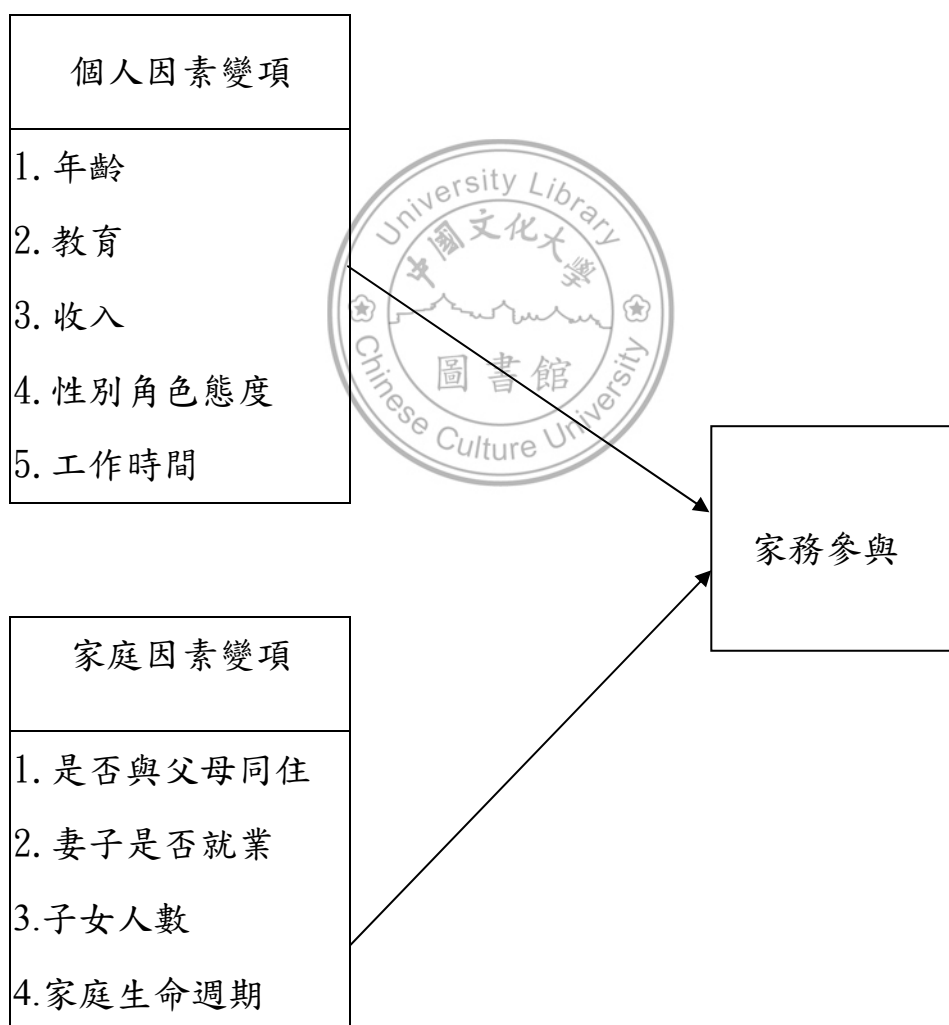 個人因素變項
1. 年齡
2. 教育
3. 收入
4. 性別角色態度
5. 工作時間
University Library
中國文化大學
圖書館
Chinese Culture University
家務參與
家庭因素變項
1. 是否與父母同住
2. 妻子是否就業
3.子女人數
4.家庭生命週期